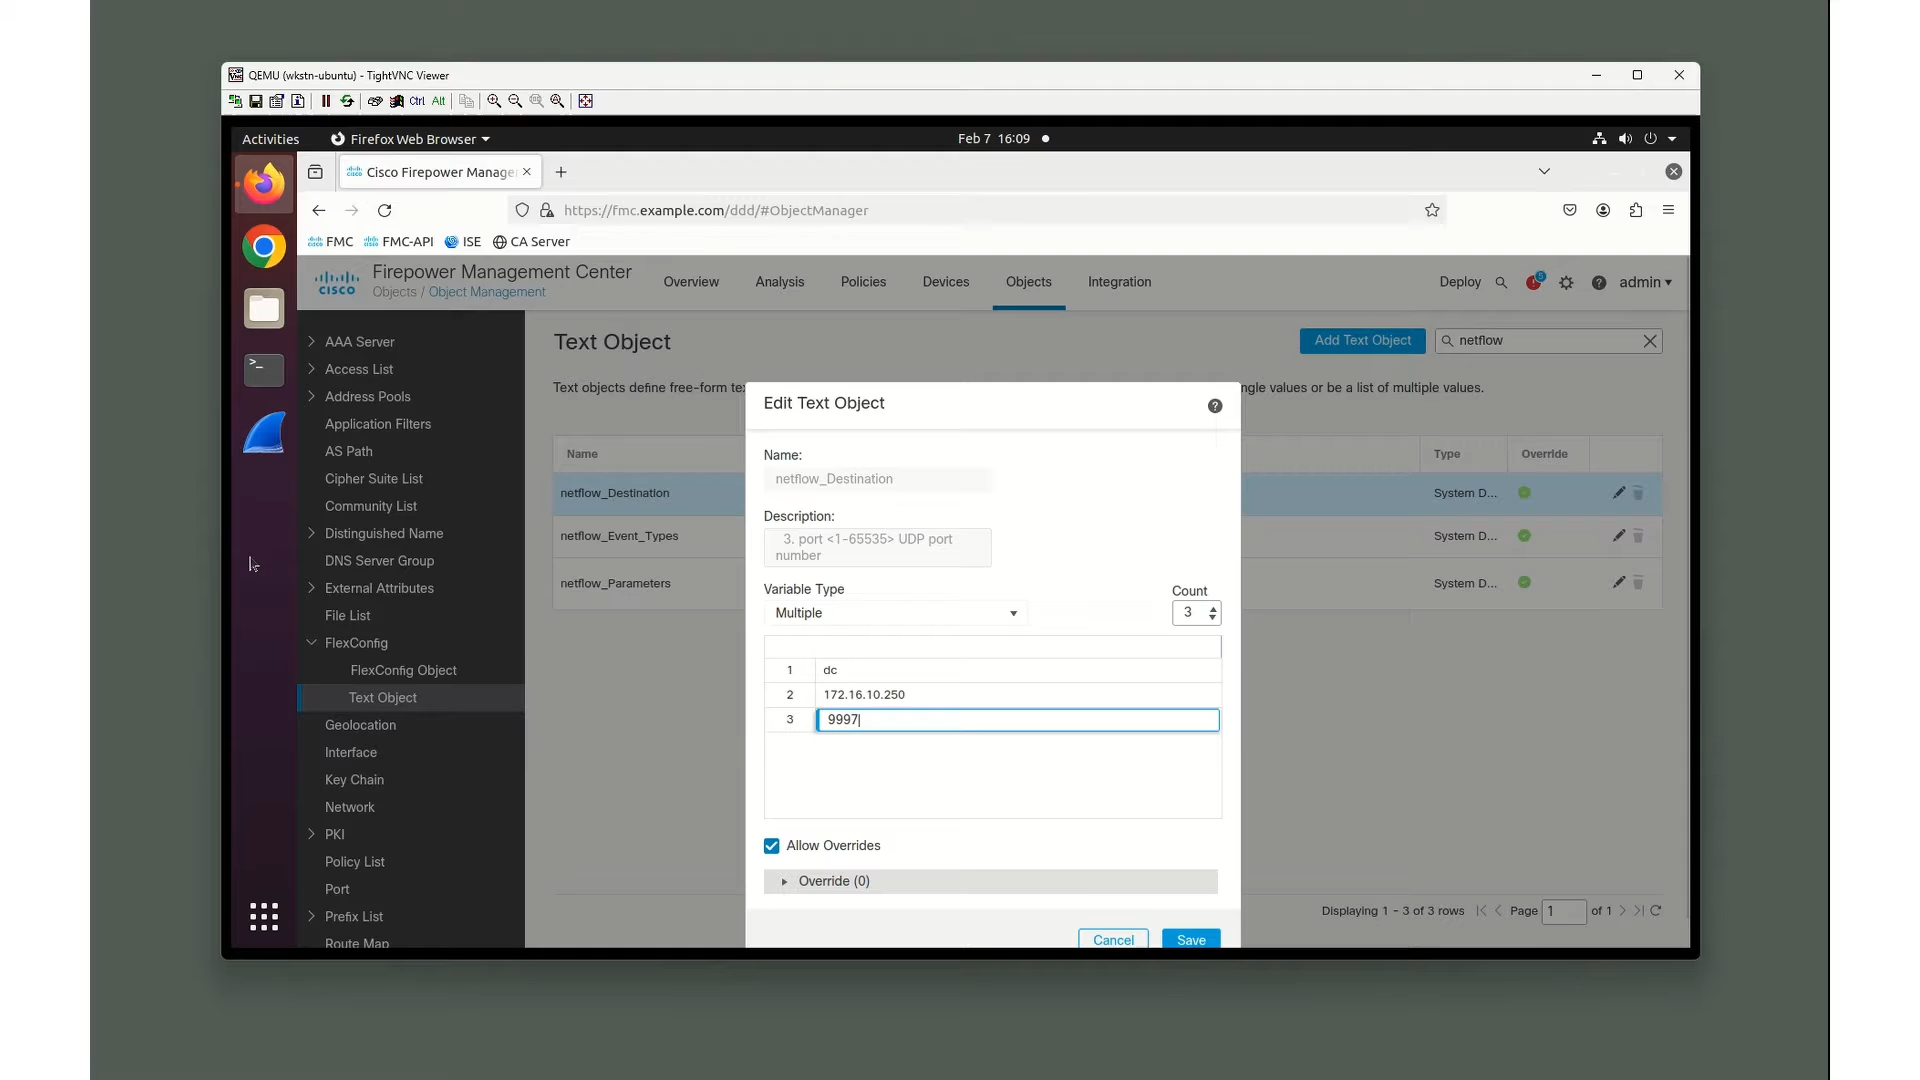 QEMU (wkstn-ubuntu) - TightVNC Viewer
Ctrl Alt
Activities Firefox Web Browser Feb 7 16:09
Cisco Firepower Manage
https://fmc.example.com/ddd/#ObjectManager
FMC FMC-API ISE CA Server
CISCO
Firepower Management Center
Objects / Object Management
Overview Analysis Policies Devices Objects Integration Deploy 5 admin
AAA Server
Access List
Address Pools
Application Filters
AS Path
Cipher Suite List
Community List
Distinguished Name
DNS Server Group
External Attributes
File List
FlexConfig
FlexConfig Object
Text Object
Geolocation
Interface
Key Chain
Network
PKI
Policy List
Port
Prefix List
Route Map
Text Object
Add Text Object
netflow
Text objects define free-form te
ngle values or be a list of multiple values.
Name Type Override
netflow_Destination System D...
netflow_Event_Types System D...
netflow_Parameters System D...
Edit Text Object
Name:
netflow_Destination
Description:
3. port <1-65535> UDP port
number
Variable Type
Multiple
Count
3
1 dc
2 172.16.10.250
3 9997
Allow Overrides
Override (0)
Cancel Save
Displaying 1 - 3 of 3 rows Page 1 of 1